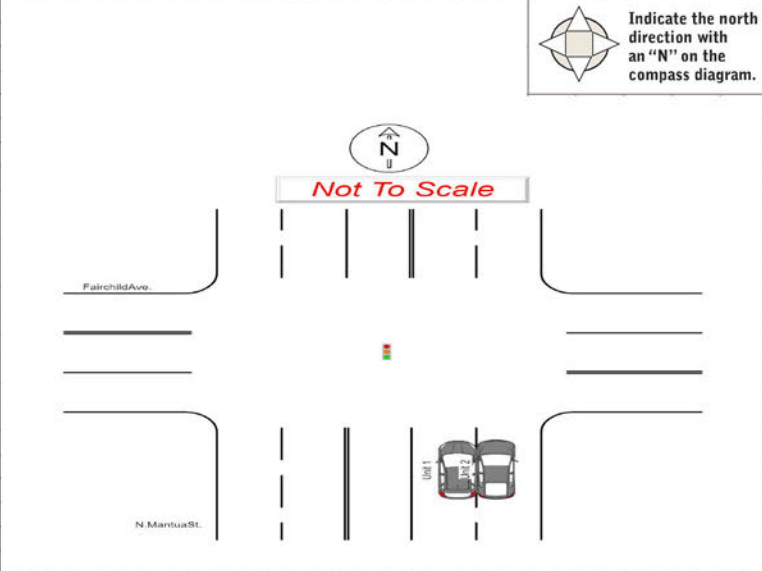 Indicate the north
direction with
an “N” on the
compass diagram.
n
N
U
Not To Scale
FairchildAve.
Unit 1
Unit 2
N.MantuaSt.